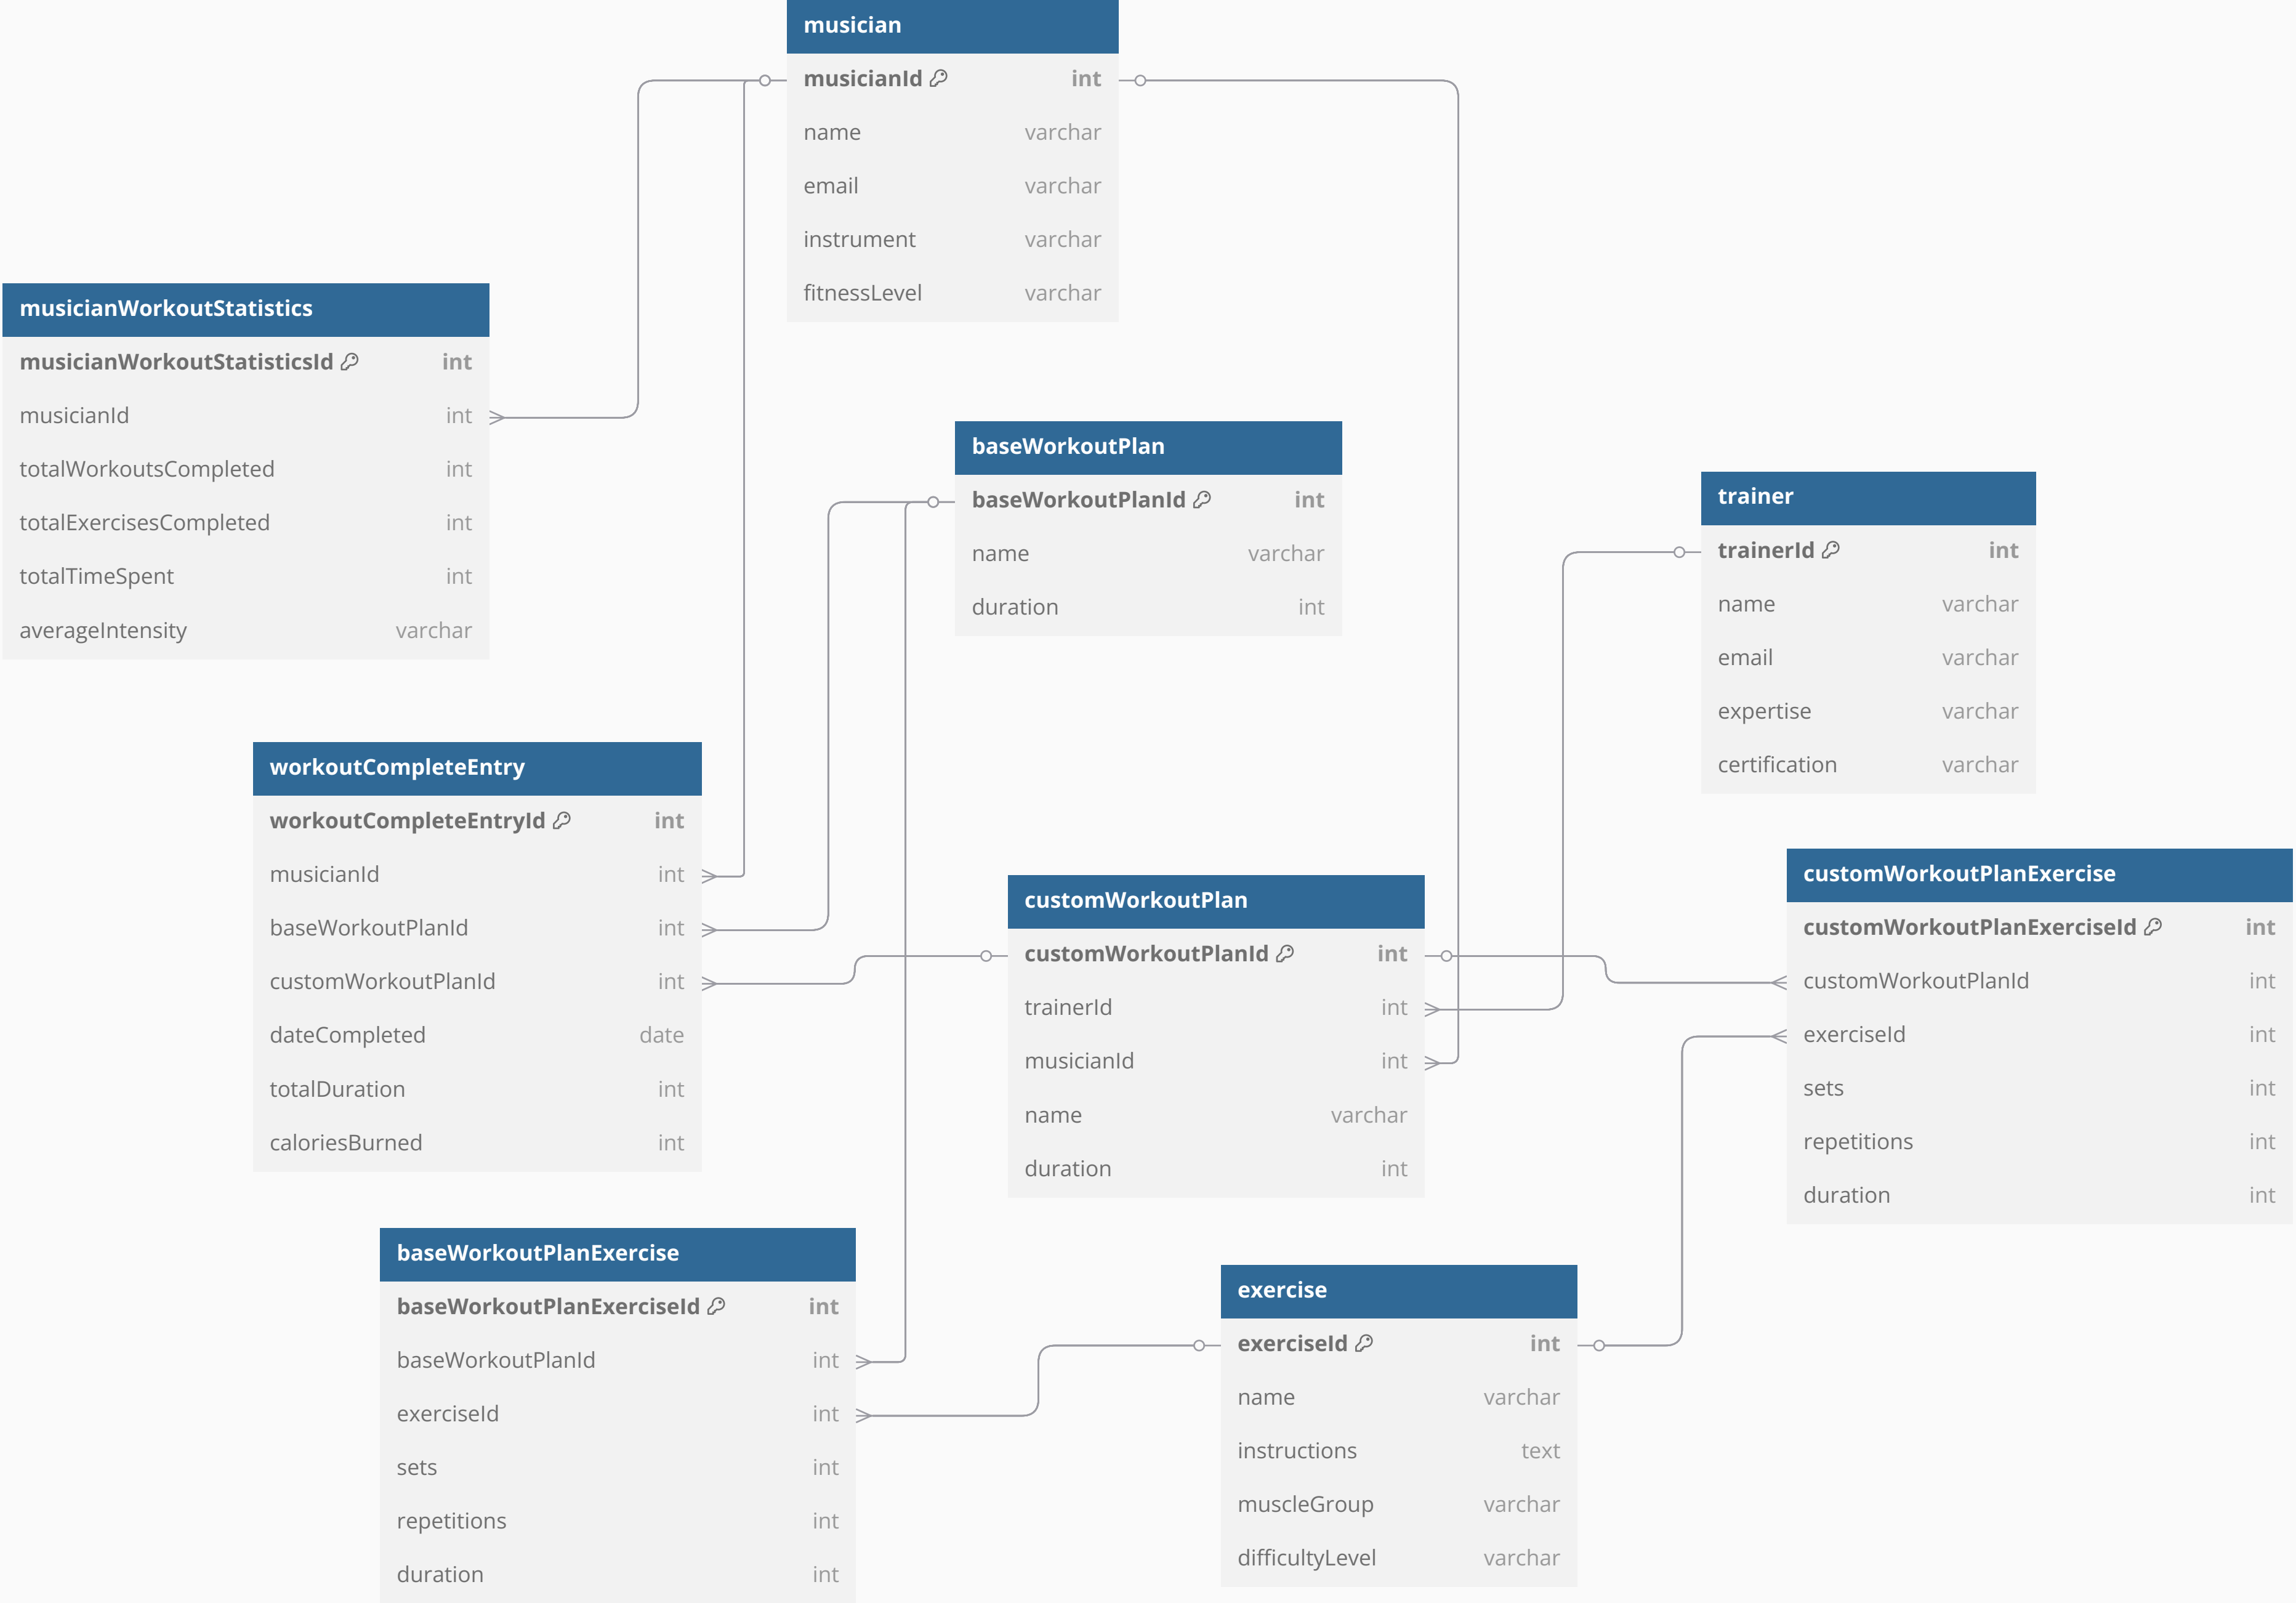 musician
musicianId int
name varchar
email varchar
instrument varchar
fitnessLevel varchar
musicianWorkoutStatistics
musicianWorkoutStatisticsId int
musicianId int
totalWorkoutsCompleted int
totalExercisesCompleted int
totalTimeSpent int
averageIntensity varchar
baseWorkoutPlan
baseWorkoutPlanId int
name varchar
duration int
trainer
trainerId int
name varchar
email varchar
expertise varchar
certification varchar
workoutCompleteEntry
workoutCompleteEntryId int
musicianId int
baseWorkoutPlanId int
customWorkoutPlanId int
dateCompleted date
totalDuration int
caloriesBurned int
customWorkoutPlan
customWorkoutPlanId int
trainerId int
musicianId int
name varchar
duration int
customWorkoutPlanExercise
customWorkoutPlanExerciseId int
customWorkoutPlanId int
exerciseId int
sets int
repetitions int
duration int
baseWorkoutPlanExercise
baseWorkoutPlanExerciseId int
baseWorkoutPlanId int
exerciseId int
sets int
repetitions int
duration int
exercise
exerciseId int
name varchar
instructions text
muscleGroup varchar
difficultyLevel varchar